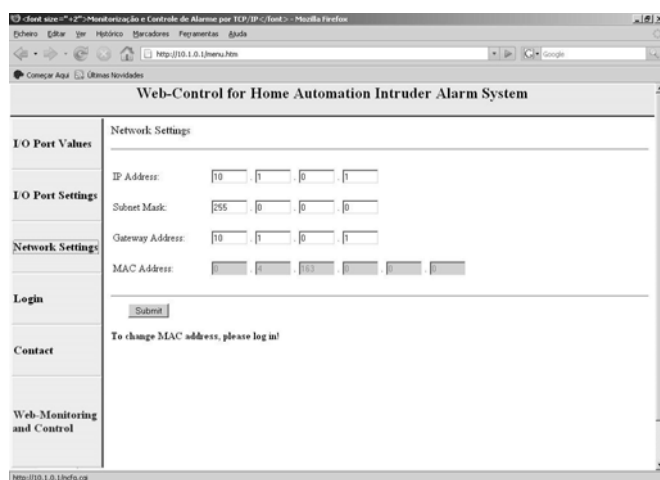 <font size="+2">Monitorização e Controle de Alarme por TCP/IP</font> - Mozilla Firefox
Ficheiro Editar Ver Histórico Marcadores Ferramentas Ajuda
http://10.1.0.1/menu.htm
Google
Começar Aqui Últimas Novidades
Web-Control for Home Automation Intruder Alarm System
I/O Port Values
I/O Port Settings
Network Settings
Login
Contact
Web-Monitoring
and Control
Network Settings
IP Address: 10 . 1 . 0 . 1
Subnet Mask: 255 . 0 . 0 . 0
Gateway Address: 10 . 1 . 0 . 1
MAC Address: 0 . 4 . 163 . 0 . 0 . 0
Submit
To change MAC address, please log in!
http://10.1.0.1/ncfg.cgi